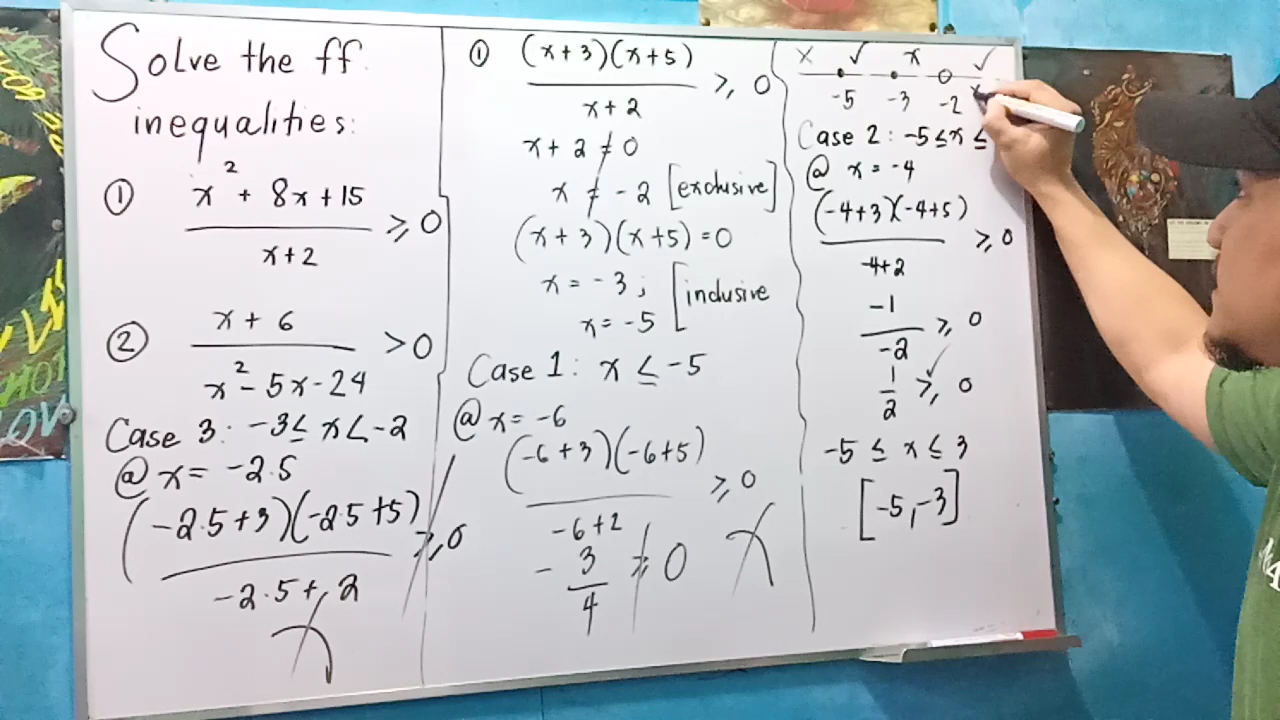 Solve the ff.
inequalities:
① x² + 8x + 15 / x + 2 ≥ 0
② x + 6 / x² - 5x - 24 > 0
Case 3: -3 ≤ x < -2
@ x = -2.5
(-2.5+3)(-2.5+5) / -2.5+2 ≱ 0
X
① (x+3)(x+5) / x+2 ≥ 0
x + 2 ≠ 0
x ≠ -2 [exclusive]
(x+3)(x+5) = 0
x = -3; [inclusive
x = -5
Case 1: x ≤ -5
@ x = -6
(-6+3)(-6+5) / -6+2 ≥ 0
- 3/4 ≱ 0 X
X ✓ X ✓
-5 -3 -2
Case 2: -5 ≤ x ≤
@ x = -4
(-4+3)(-4+5) / -4+2 ≥ 0
-1 / -2 ≥ 0
1/2 ≥ 0 ✓
-5 ≤ x ≤ 3
[-5, -3]